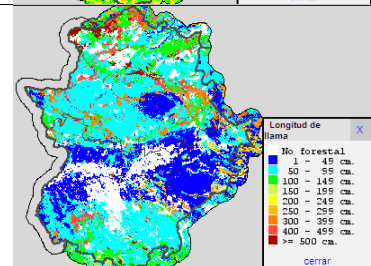 cerrar
Longitud de
llama
X
No forestal
1 - 49 cm.
50 - 99 cm.
100 - 149 cm.
150 - 199 cm.
200 - 249 cm.
250 - 299 cm.
300 - 399 cm.
400 - 499 cm.
>= 500 cm.
cerrar